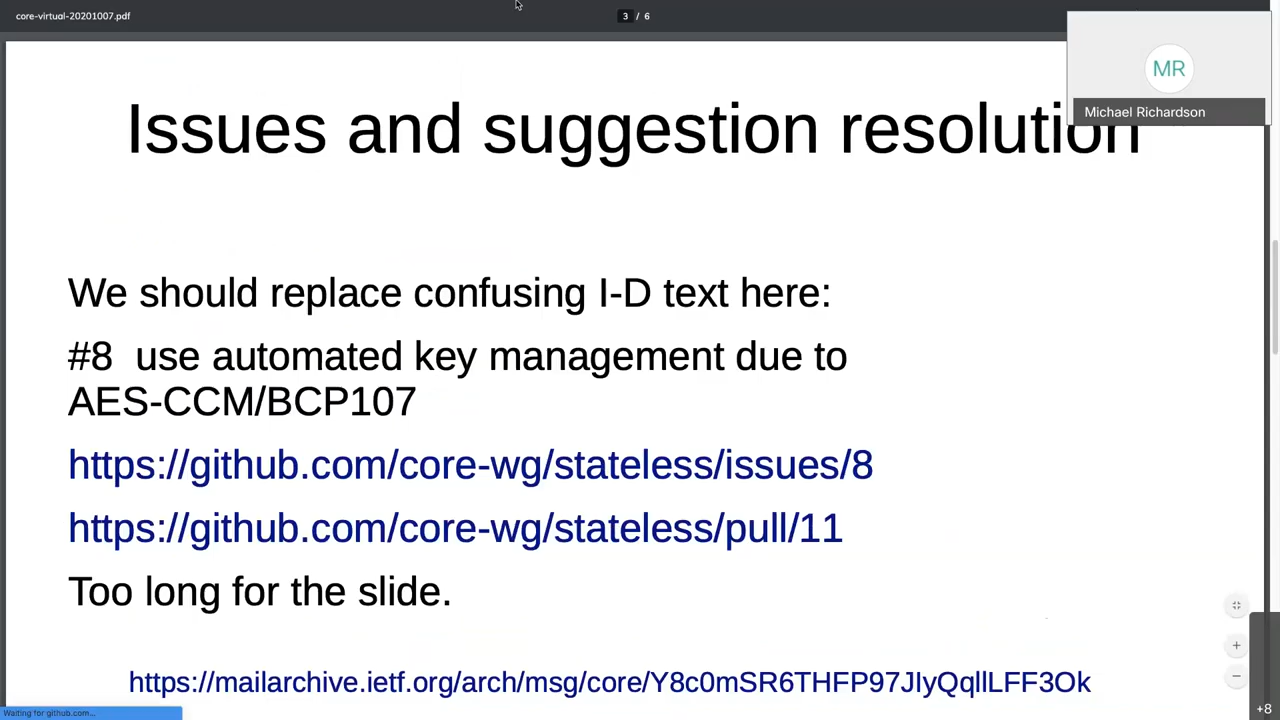 core-virtual-20201007.pdf
3 / 6
MR
Michael Richardson
Issues and suggestion resolution
We should replace confusing I-D text here:
#8 use automated key management due to
AES-CCM/BCP107
https://github.com/core-wg/stateless/issues/8
https://github.com/core-wg/stateless/pull/11
Too long for the slide.
https://mailarchive.ietf.org/arch/msg/core/Y8c0mSR6THFP97JIyQqllLFF3Ok
Waiting for github.com...
+8